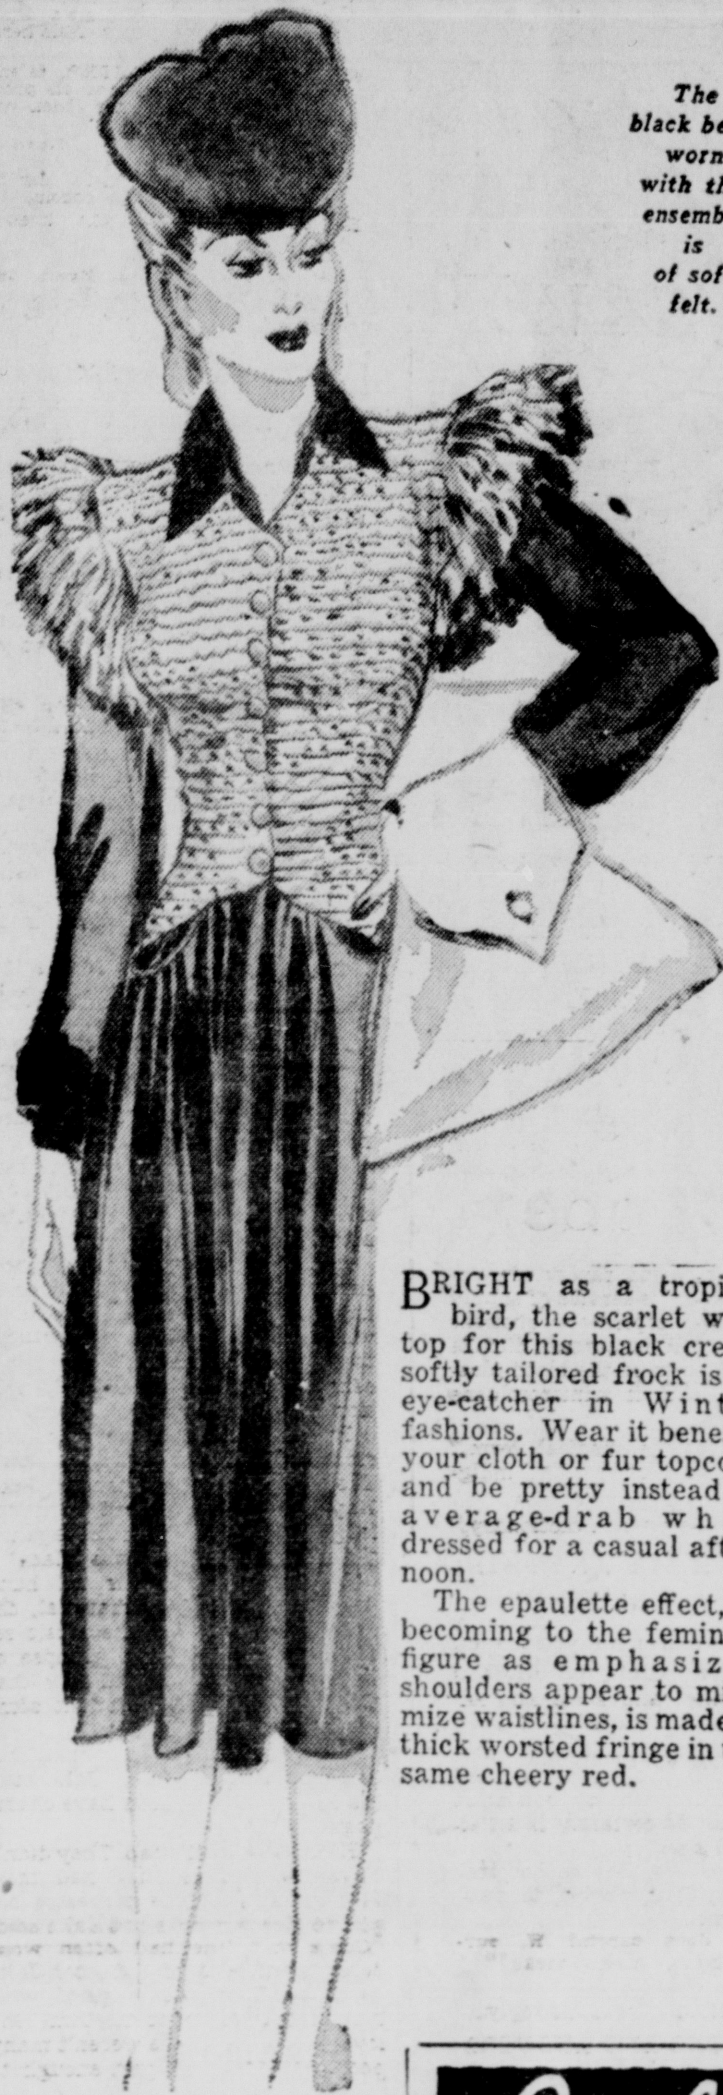 The
black be
worn
with th
ensemb
is
of sof
felt.
BRIGHT as a tropi
bird, the scarlet w
top for this black cre
softly tailored frock is
eye-catcher in Wint
fashions. Wear it bene
your cloth or fur topco
and be pretty instead
average-drab wh
dressed for a casual aft
noon.
The epaulette effect,
becoming to the femin
figure as emphasiz
shoulders appear to m
mize waistlines, is made
thick worsted fringe in
same cheery red.